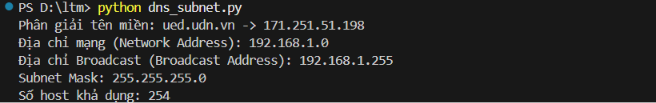 PS D:\ltm> python dns_subnet.py
Phân giải tên miền: ued.udn.vn -> 171.251.51.198
Địa chỉ mạng (Network Address): 192.168.1.0
Địa chỉ Broadcast (Broadcast Address): 192.168.1.255
Subnet Mask: 255.255.255.0
Số host khả dụng: 254